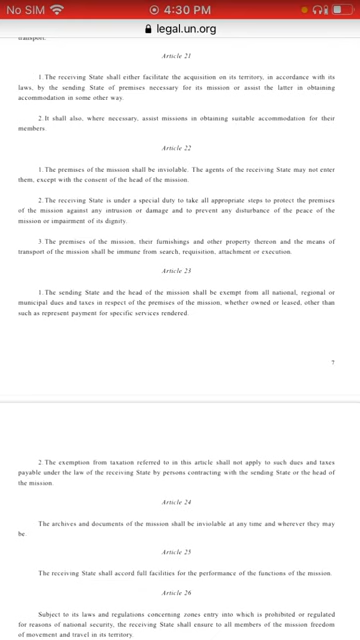 No SIM
4:30 PM
legal.un.org
transport.
Article 21
1. The receiving State shall either facilitate the acquisition on its territory, in accordance with its
laws, by the sending State of premises necessary for its mission or assist the latter in obtaining
accommodation in some other way.
2. It shall also, where necessary, assist missions in obtaining suitable accommodation for their
members.
Article 22
1. The premises of the mission shall be inviolable. The agents of the receiving State may not enter
them, except with the consent of the head of the mission.
2. The receiving State is under a special duty to take all appropriate steps to protect the premises
of the mission against any intrusion or damage and to prevent any disturbance of the peace of the
mission or impairment of its dignity.
3. The premises of the mission, their furnishings and other property thereon and the means of
transport of the mission shall be immune from search, requisition, attachment or execution.
Article 23
1. The sending State and the head of the mission shall be exempt from all national, regional or
municipal dues and taxes in respect of the premises of the mission, whether owned or leased, other than
such as represent payment for specific services rendered.
7
2. The exemption from taxation referred to in this article shall not apply to such dues and taxes
payable under the law of the receiving State by persons contracting with the sending State or the head of
the mission.
Article 24
The archives and documents of the mission shall be inviolable at any time and wherever they may
be.
Article 25
The receiving State shall accord full facilities for the performance of the functions of the mission.
Article 26
Subject to its laws and regulations concerning zones entry into which is prohibited or regulated
for reasons of national security, the receiving State shall ensure to all members of the mission freedom
of movement and travel in its territory.